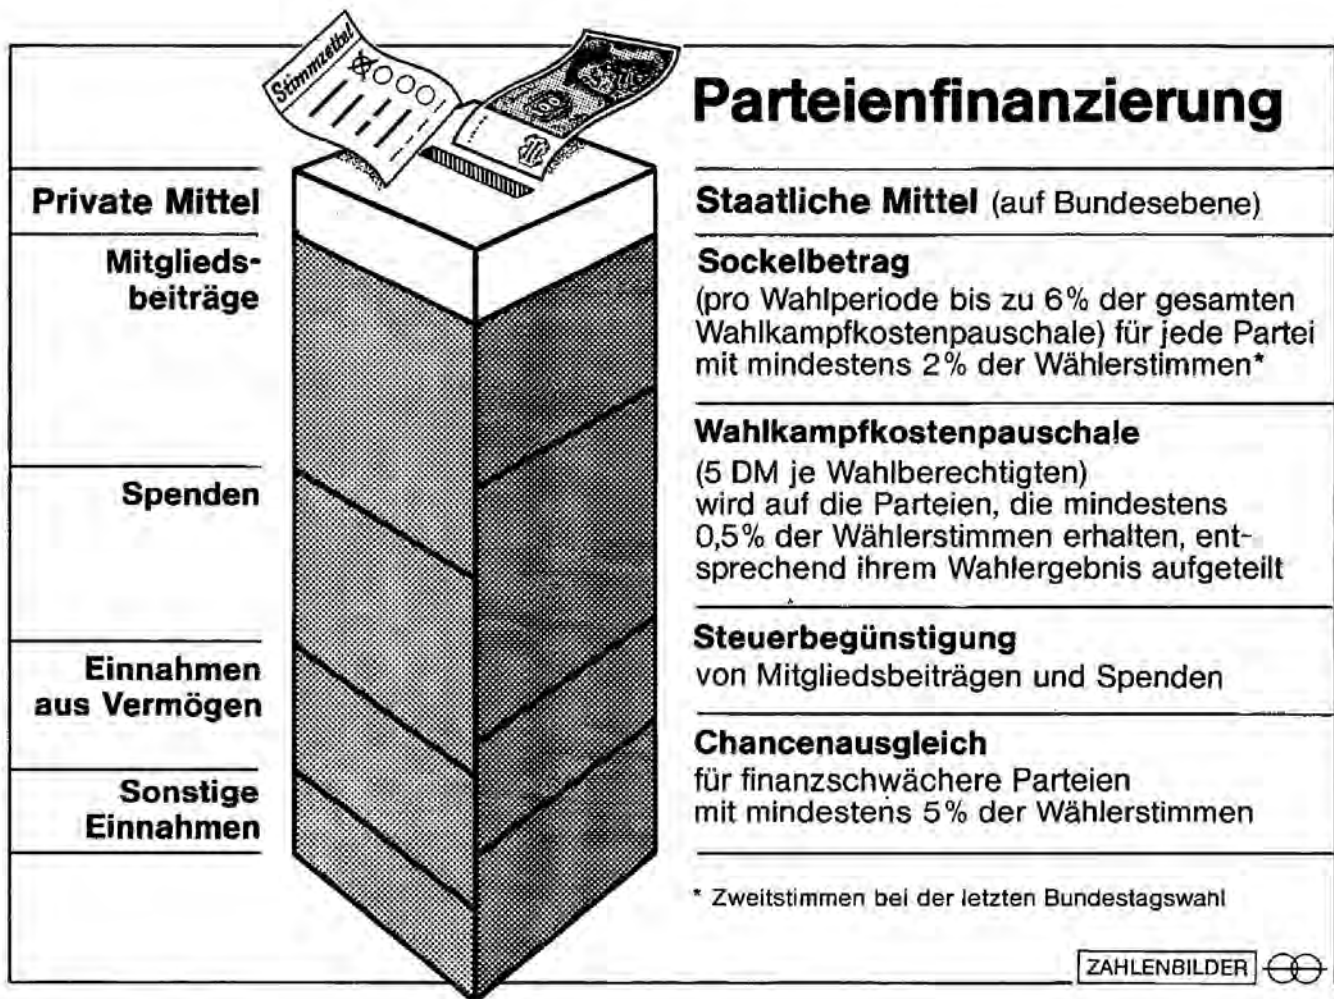 Stimmzettel
100
Parteienfinanzierung
Private Mittel
Mitglieds-
beiträge
Spenden
Einnahmen
aus Vermögen
Sonstige
Einnahmen
Staatliche Mittel (auf Bundesebene)
Sockelbetrag
(pro Wahlperiode bis zu 6% der gesamten
Wahlkampfkostenpauschale) für jede Partei
mit mindestens 2% der Wählerstimmen*
Wahlkampfkostenpauschale
(5 DM je Wahlberechtigten)
wird auf die Parteien, die mindestens
0,5% der Wählerstimmen erhalten, ent-
sprechend ihrem Wahlergebnis aufgeteilt
Steuerbegünstigung
von Mitgliedsbeiträgen und Spenden
Chancenausgleich
für finanzschwächere Parteien
mit mindestens 5% der Wählerstimmen
* Zweitstimmen bei der letzten Bundestagswahl
ZAHLENBILDER